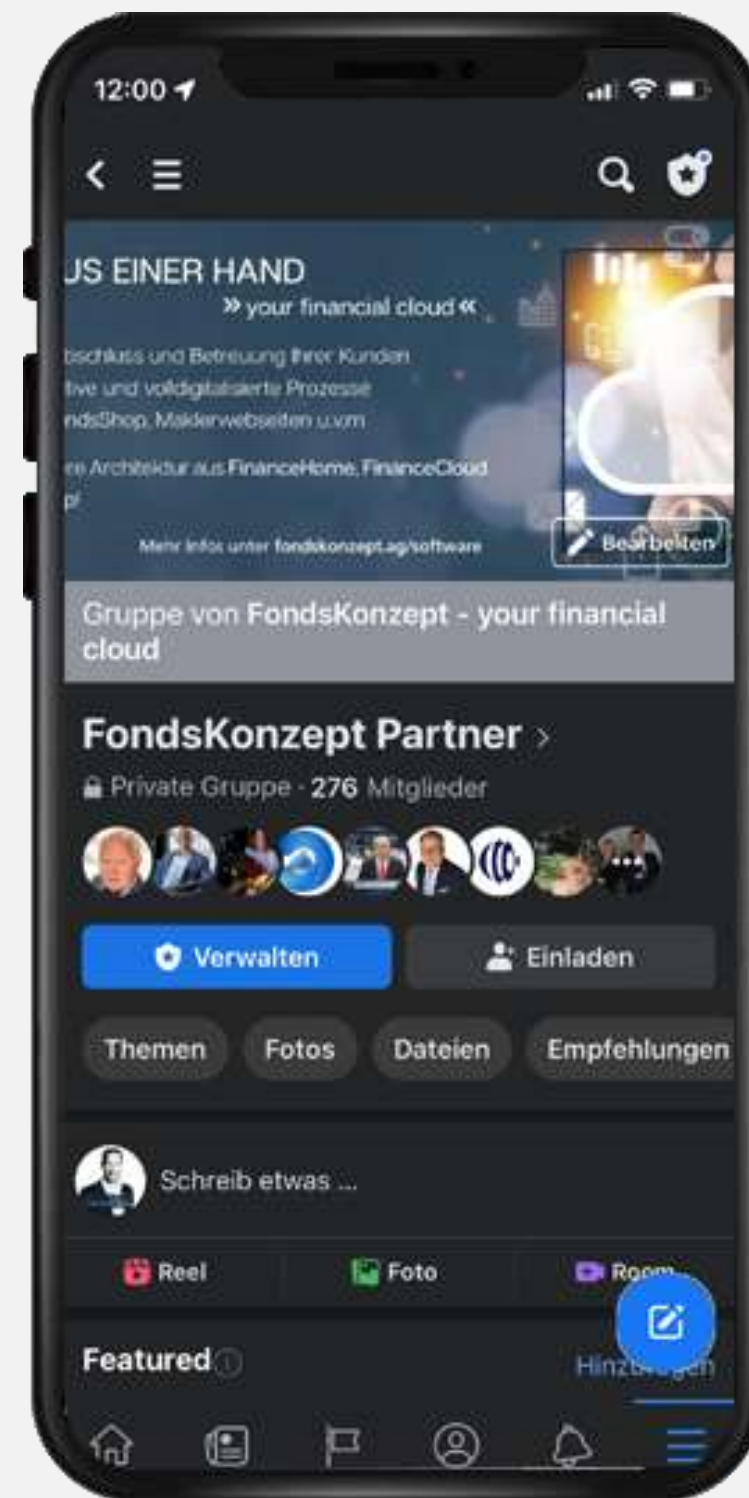 12:00
US EINER HAND
» your financial cloud «
bschluss und Betreuung Ihrer Kunden
tive und volldigitalisierte Prozesse
ndsShop, Maklerwebseiten u.v.m
re Architektur aus FinanceHome, FinanceCloud
p!
Mehr Infos unter fondskonzept.ag/software
Bearbeiten
Gruppe von FondsKonzept - your financial
cloud
FondsKonzept Partner >
Private Gruppe · 276 Mitglieder
Verwalten
Einladen
Themen
Fotos
Dateien
Empfehlungen
Schreib etwas ...
Reel
Foto
Room
Featured
Hinzufügen